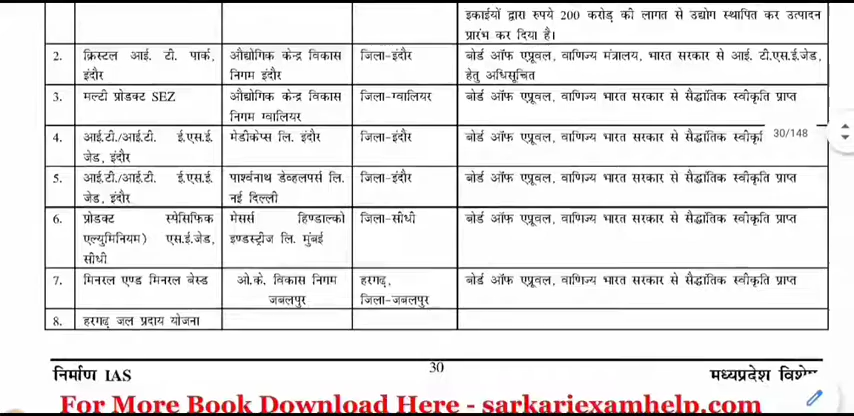 इकाईयों द्वारा रुपये 200 करोड़ की लागत से उद्योग स्थापित कर उत्पादन
प्रारंभ कर दिया है।
2. क्रिस्टल आई. टी. पार्क, औद्योगिक केन्द्र विकास जिला-इंदौर बोर्ड ऑफ एप्रूवल, वाणिज्य मंत्रालय, भारत सरकार से आई. टी.एस.ई.जेड,
इंदौर निगम इंदौर हेतु अधिसूचित
3. मल्टी प्रोडक्ट SEZ औद्योगिक केन्द्र विकास जिला-ग्वालियर बोर्ड ऑफ एप्रूवल, वाणिज्य भारत सरकार से सैद्धांतिक स्वीकृति प्राप्त
निगम ग्वालियर
4. आई.टी./आई.टी. ई.एस.ई. मेडीकेप्स लि. इंदौर जिला-इंदौर बोर्ड ऑफ एप्रूवल, वाणिज्य भारत सरकार से सैद्धांतिक 30/148
जेड, इंदौर
5. आई.टी./आई.टी. ई.एस.ई. पार्श्वनाथ डेव्हलपर्स लि. जिला-इंदौर बोर्ड ऑफ एप्रूवल, वाणिज्य भारत सरकार से सैद्धांतिक स्वीकृति प्राप्त
जेड, इंदौर नई दिल्ली
6. प्रोडक्ट स्पेसिफिक मेसर्स हिण्डाल्को जिला-सीधी बोर्ड ऑफ एप्रूवल, वाणिज्य भारत सरकार से सैद्धांतिक स्वीकृति प्राप्त
एल्युमिनियम) एस.ई.जेड, इण्डस्ट्रीज लि. मुंबई
सीधी
7. मिनरल एण्ड मिनरल बेस्ड ओ.के. विकास निगम हरगढ़, बोर्ड ऑफ एप्रूवल, वाणिज्य भारत सरकार से सैद्धांतिक स्वीकृति प्राप्त
जबलपुर जिला-जबलपुर
8. हरगढ़ जल प्रदाय योजना
निर्माण IAS 30 मध्यप्रदेश
For More Book Download Here - sarkariexamhelp.com